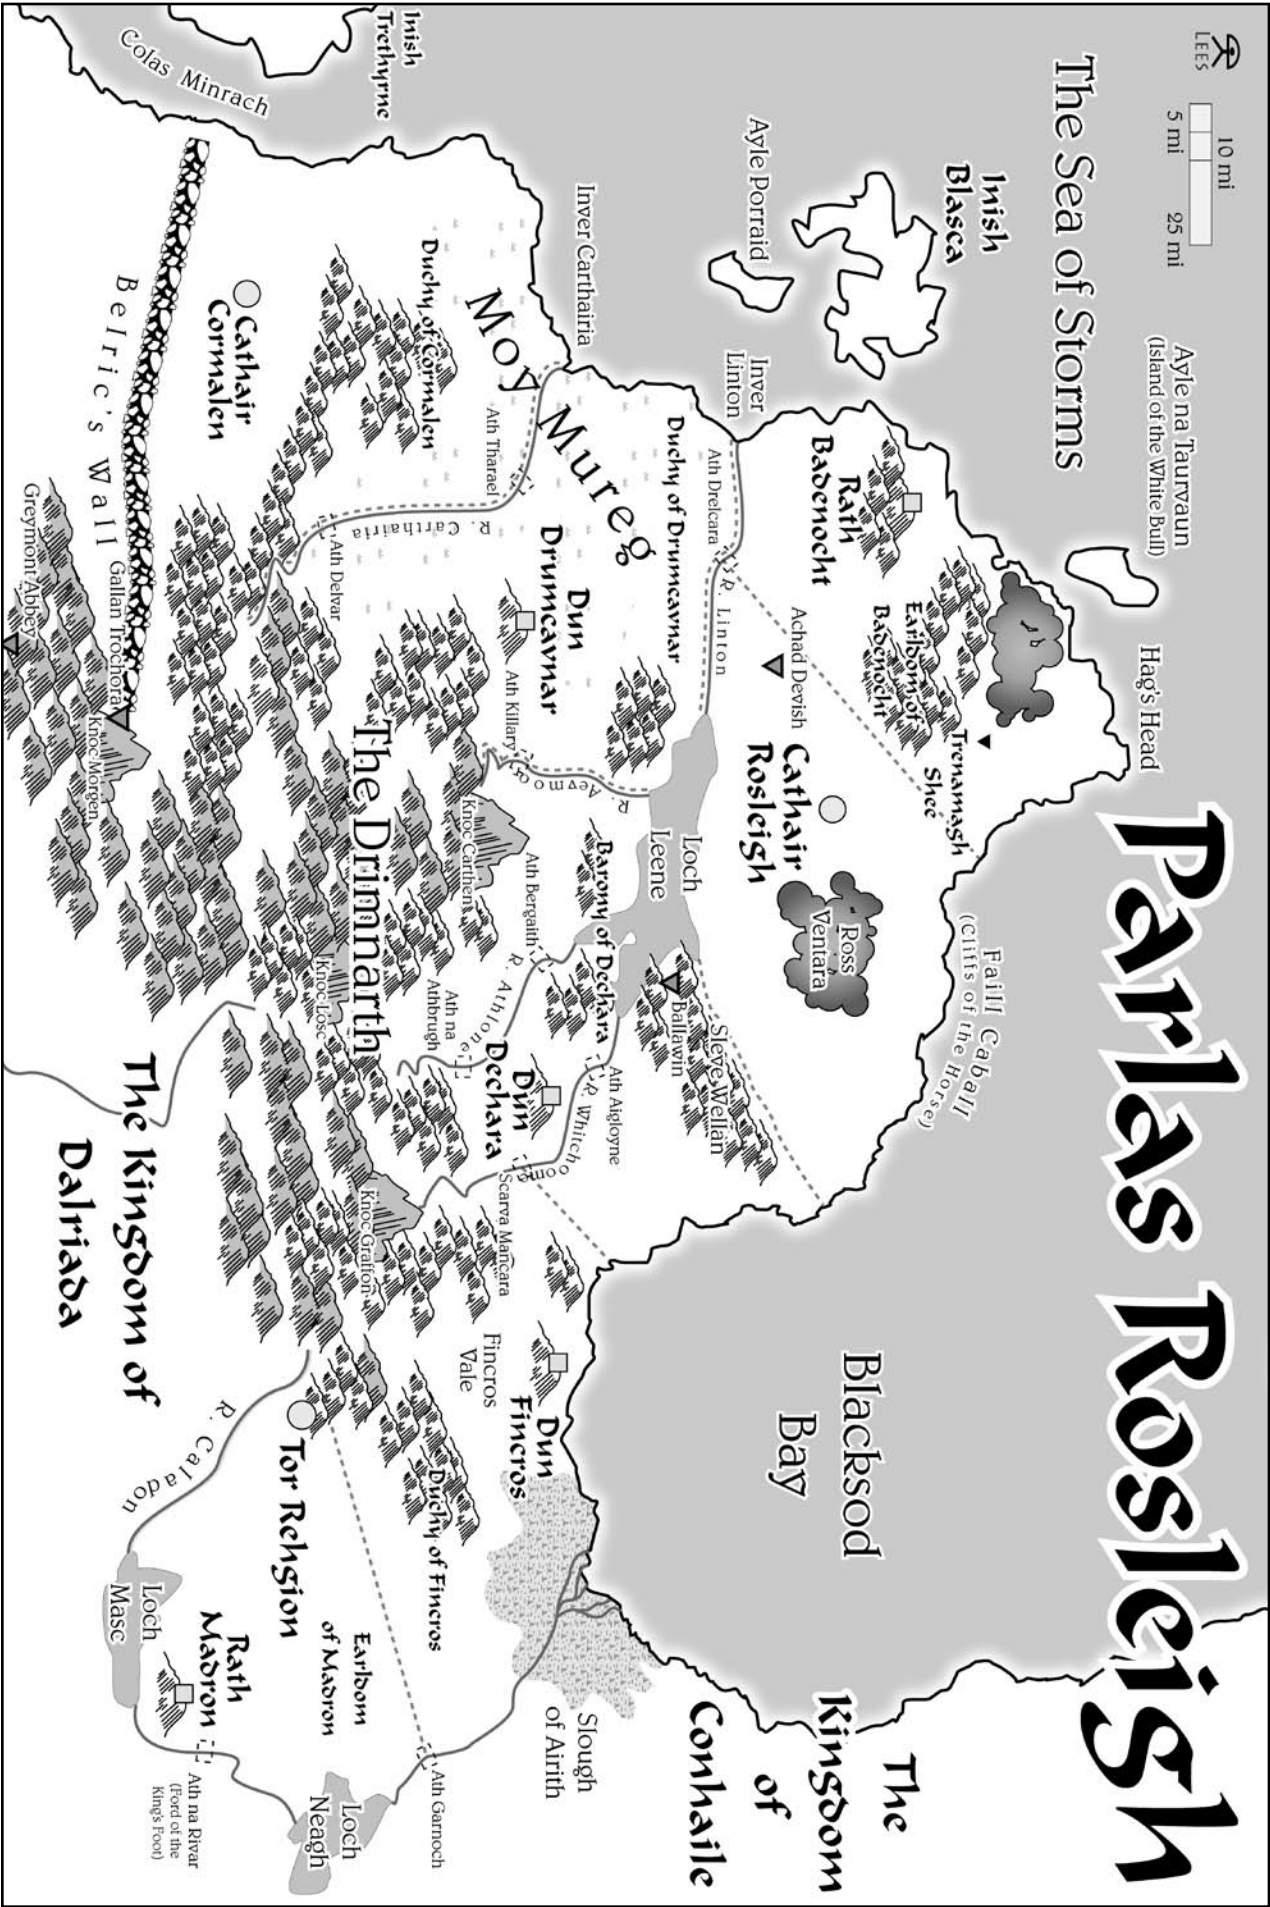 Parlas Rosleigh
LEES
10 mi
5 mi
25 mi
The Sea of Storms
Ayle na Taurvaun
(Island of the White Bull)
Hag's Head
Inish
Blasca
Ayle Porraid
Inish
Trethyrne
Colas Minrach
Inver Carthairia
Inver
Linton
Rath
Badenocht
Earldom of
Badenocht
Trenamagh
Shee
Faill Caball
(Cliffs of the Horse)
Achad Devish
Cathair
Rosleigh
Ross
Ventara
Blacksod
Bay
The
Kingdom
of
Conhaile
Moy Mureg
Duchy of Drumcavnar
Ath Drelcara
R. Linton
Loch
Leene
Ballawin
Sleve Wellan
Duchy of Cormalen
Ath Tharael
R. Carthairia
Ath Delvar
Dun
Drumcavnar
Ath Killary
R. Aevmor
Knoc Carthen
Barony of Dechara
Ath Bergaith
R. Athlone
Ath na
Athbrugh
Dun
Dechara
Ath Aigloyne
R. Whitcoomb
Scarva Mancara
Fincros
Vale
Dun
Fincros
Duchy of Fincros
Slough
of Airith
Cathair
Cormalen
Belric's Wall
Gallan Trochora
Greymont Abbey
Knoc Morgen
The Drimnarth
Knoc Losc
Knoc Graffon
The Kingdom of
Dalriada
R. Caladon
Tor Rehgion
Earldom
of Madron
Rath
Madron
Loch
Masc
Ath na Rivar
(Ford of the
King's Foot)
Loch
Neagh
Ath Garnoch